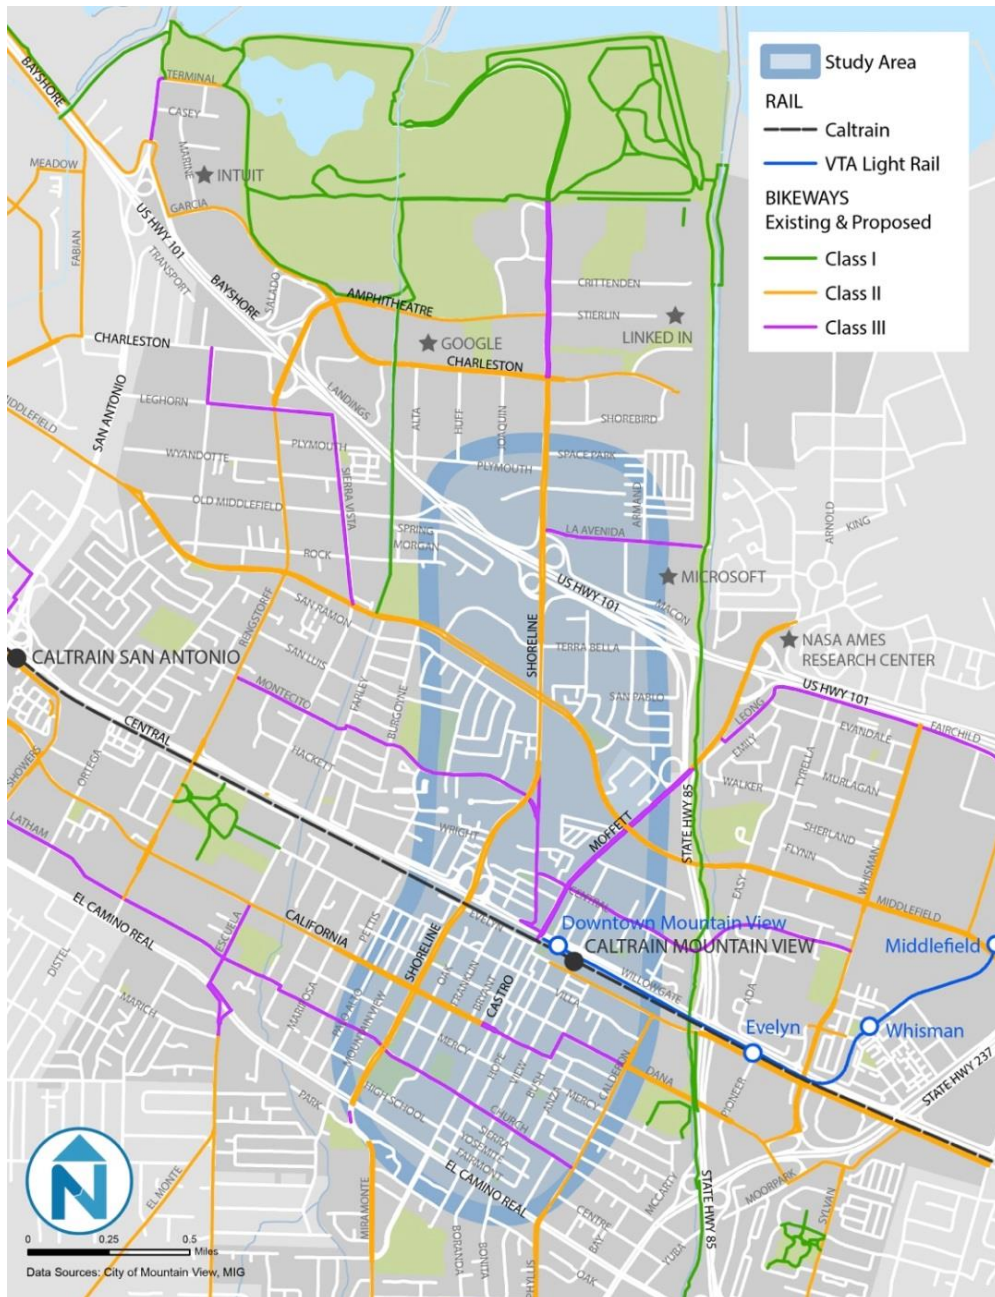 Study Area
RAIL
Caltrain
VTA Light Rail
BIKEWAYS
Existing & Proposed
Class I
Class II
Class III
BAYSHORE
TERMINAL
CASEY
MARINE
INTUIT
MEADOW
FABIAN
GARCIA
US HWY 101
TRANSPORT
BAYSHORE
SALADO
AMPHITHEATRE
CRITTENDEN
STIERLIN
LINKED IN
CHARLESTON
GOOGLE
CHARLESTON
SAN ANTONIO
LANDINGS
LEGHORN
ALTA
HUFF
JOAQUIN
SHOREBIRD
MIDDLEFIELD
WYANDOTTE
PLYMOUTH
SIERRA VISTA
PLYMOUTH
SPACE PARK
ARMAND
OLD MIDDLEFIELD
SPRING
MORGAN
ROCK
LA AVENIDA
ARNOLD
KING
US HWY 101
MICROSOFT
MACON
RENGSTORFF
SAN RAMON
SHORELINE
TERRA BELLA
NASA AMES
RESEARCH CENTER
CALTRAIN SAN ANTONIO
SAN LUIS
MONTECITO
FARLEY
BURGOYNE
SAN PABLO
US HWY 101
FAIRCHILD
LEONG
EMILY
EVANDALE
CENTRAL
HACKETT
SHOWERS
ORTEGA
WALKER
TYRELLA
MURLAGAN
LATHAM
WRIGHT
MOFFETT
STATE HWY 85
SHERLAND
FLYNN
WHISMAN
EASY
MIDDLEFIELD
EL CAMINO REAL
ESCUELA
CALIFORNIA
PETTIS
SHORELINE
EVELYN
CENTRAL
Downtown Mountain View
CALTRAIN MOUNTAIN VIEW
Middlefield
DISTEL
MARICH
MARIPOSA
PALO ALTO
MOUNTAIN VIEW
OAK
FRANKLIN
BRYANT
CASTRO
VILLA
WILLOWGATE
ADA
Evelyn
Whisman
STATE HWY 237
MERCY
HOPE
VIEW
BUSH
ANZA
MERCY
CALDERON
DANA
PIONEER
PARK
HIGH SCHOOL
CHURCH
SIERRA
YOSEMITE
FAIRMONT
EL CAMINO REAL
MOORPARK
SYLVAN
EL MONTE
MIRAMONTE
BORANDA
BONITA
PHYLLIS
CENTRE
BAY
OAK
MCCARTY
YUBA
STATE HWY 85
N
0 0.25 0.5
Miles
Data Sources: City of Mountain View, MIG